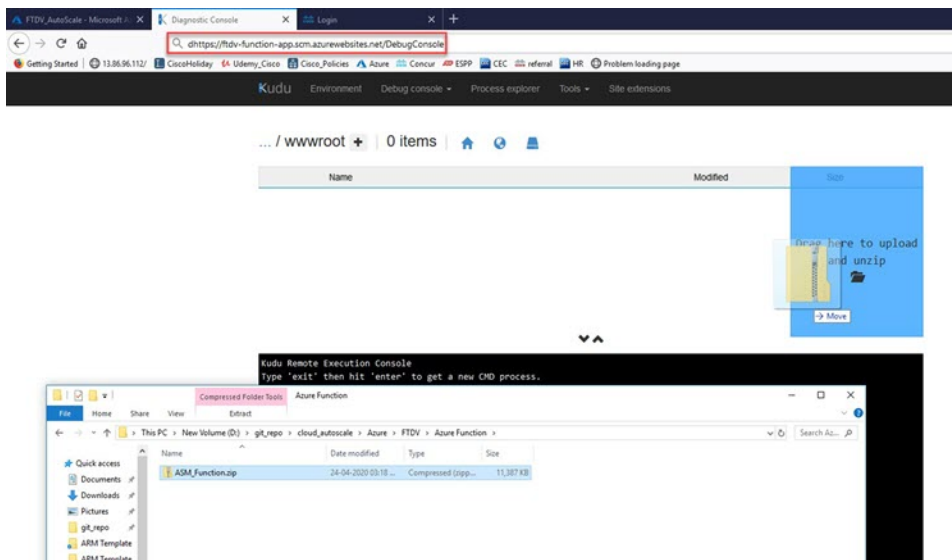 FTDV_AutoScale - Microsoft A
Diagnostic Console
Login
dhttps://ftdv-function-app.scm.azurewebsites.net/DebugConsole
Getting Started
13.86.96.112/
CiscoHoliday
Udemy_Cisco
Cisco_Policies
Azure
Concur
ESPP
CEC
referral
HR
Problem loading page
Kudu
Environment
Debug console
Process explorer
Tools
Site extensions
... / wwwroot + | 0 items
Name
Modified
Size
Drag here to upload
and unzip
→ Move
Kudu Remote Execution Console
Type 'exit' then hit 'enter' to get a new CMD process.
Compressed Folder Tools
Azure Function
File
Home
Share
View
Extract
This PC > New Volume (D:) > git_repo > cloud_autoscale > Azure > FTDV > Azure Function >
Search Az...
Name
Date modified
Type
Size
Quick access
ASM_Function.zip
24-04-2020 03:18 ...
Compressed (zipp...
11,387 KB
Documents
Downloads
Pictures
git_repo
ARM Template
ARM Template